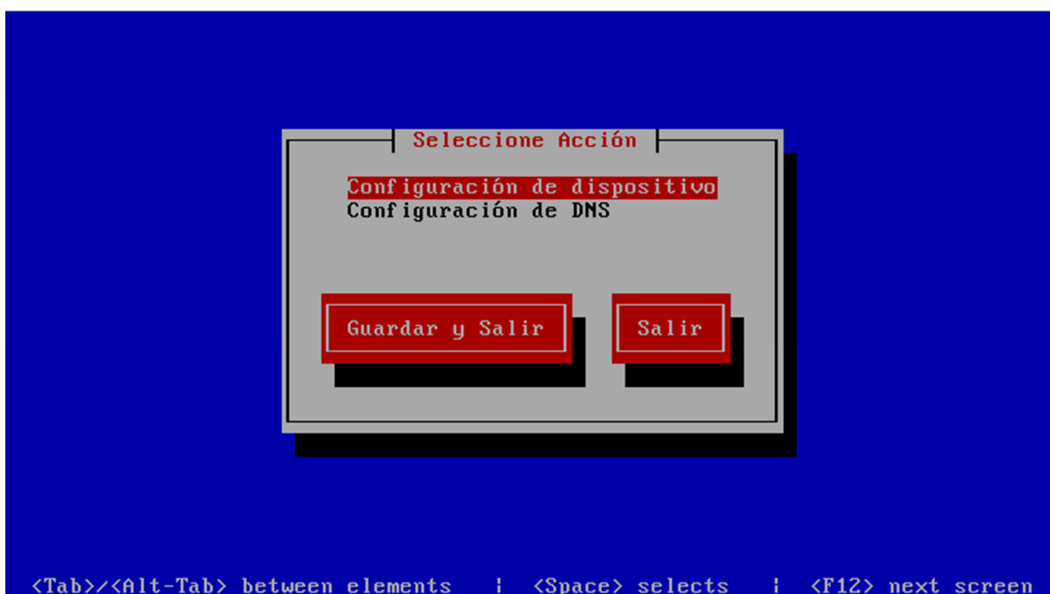 Seleccione Acción
Configuración de dispositivo
Configuración de DNS
Guardar y Salir
Salir
<Tab>/<Alt-Tab> between elements | <Space> selects | <F12> next screen